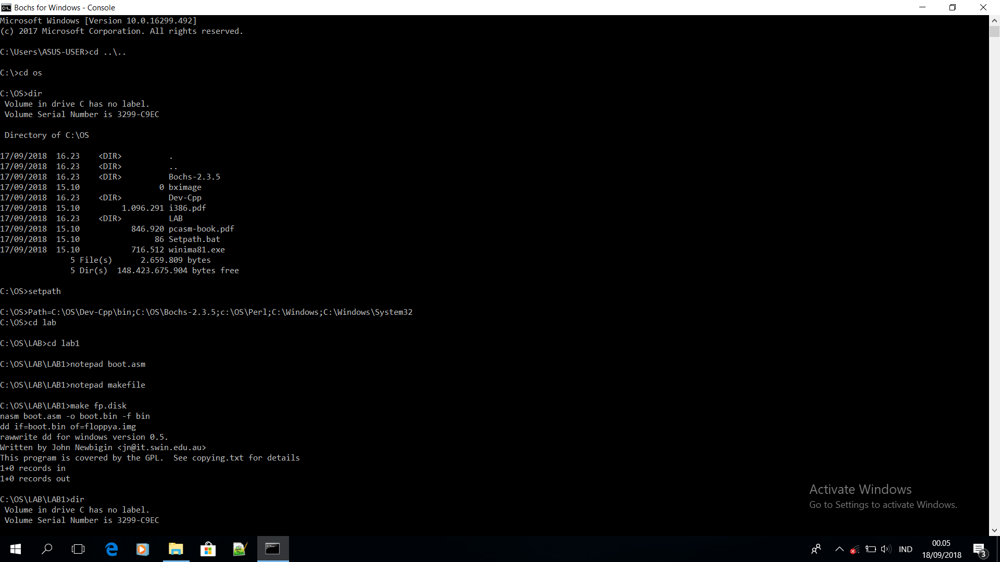 Bochs for Windows - Console
Microsoft Windows [Version 10.0.16299.492]
(c) 2017 Microsoft Corporation. All rights reserved.
C:\Users\ASUS-USER>cd ..\..
C:\>cd os
C:\OS>dir
 Volume in drive C has no label.
 Volume Serial Number is 3299-C9EC
 Directory of C:\OS
17/09/2018  16.23    <DIR>          .
17/09/2018  16.23    <DIR>          ..
17/09/2018  16.23    <DIR>          Bochs-2.3.5
17/09/2018  15.10                 0 bximage
17/09/2018  16.23    <DIR>          Dev-Cpp
17/09/2018  15.10         1.096.291 i386.pdf
17/09/2018  16.23    <DIR>          LAB
17/09/2018  15.10           846.920 pcasm-book.pdf
17/09/2018  15.10                86 Setpath.bat
17/09/2018  15.10           716.512 winima81.exe
               5 File(s)      2.659.809 bytes
               5 Dir(s)  148.423.675.904 bytes free
C:\OS>setpath
C:\OS>Path=C:\OS\Dev-Cpp\bin;C:\OS\Bochs-2.3.5;c:\OS\Perl;C:\Windows;C:\Windows\System32
C:\OS>cd lab
C:\OS\LAB>cd lab1
C:\OS\LAB\LAB1>notepad boot.asm
C:\OS\LAB\LAB1>notepad makefile
C:\OS\LAB\LAB1>make fp.disk
nasm boot.asm -o boot.bin -f bin
dd if=boot.bin of=floppya.img
rawwrite dd for windows version 0.5.
Written by John Newbigin <jn@it.swin.edu.au>
This program is covered by the GPL.  See copying.txt for details
1+0 records in
1+0 records out
C:\OS\LAB\LAB1>dir
 Volume in drive C has no label.
 Volume Serial Number is 3299-C9EC
Activate Windows
Go to Settings to activate Windows.
IND
00.05
18/09/2018
3